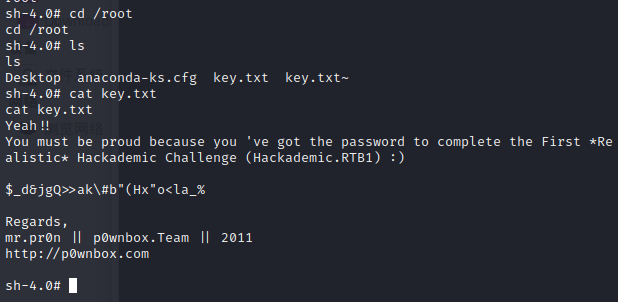 sh-4.0# cd /root
cd /root
sh-4.0# ls
ls
Desktop  anaconda-ks.cfg  key.txt  key.txt~
sh-4.0# cat key.txt
cat key.txt
Yeah!!
You must be proud because you 've got the password to complete the First *Re
alistic* Hackademic Challenge (Hackademic.RTB1) :)
$_d&jgQ>>ak\#b"(Hx"o<la_%
Regards,
mr.pr0n || p0wnbox.Team || 2011
http://p0wnbox.com
sh-4.0#